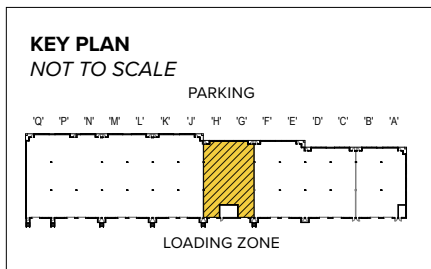 KEY PLAN
NOT TO SCALE
PARKING
'Q' 'P' 'N' 'M' 'L' 'K' 'J' 'H' 'G' 'F' 'E' 'D' 'C' 'B' 'A'
LOADING ZONE